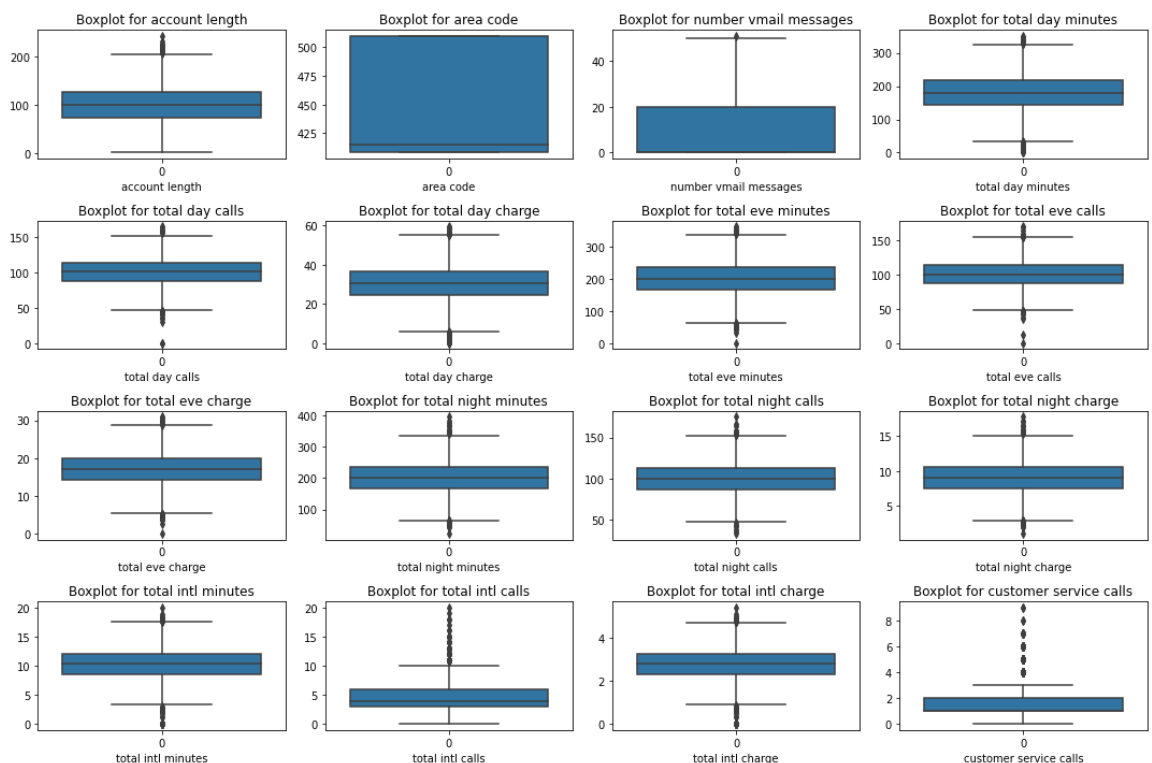 Boxplot for account length
200
100
0
0
account length
Boxplot for area code
500
475
450
425
0
area code
Boxplot for number vmail messages
40
20
0
0
number vmail messages
Boxplot for total day minutes
300
200
100
0
0
total day minutes
Boxplot for total day calls
150
100
50
0
0
total day calls
Boxplot for total day charge
60
40
20
0
0
total day charge
Boxplot for total eve minutes
300
200
100
0
0
total eve minutes
Boxplot for total eve calls
150
100
50
0
0
total eve calls
Boxplot for total eve charge
30
20
10
0
0
total eve charge
Boxplot for total night minutes
400
300
200
100
0
total night minutes
Boxplot for total night calls
150
100
50
0
total night calls
Boxplot for total night charge
15
10
5
0
total night charge
Boxplot for total intl minutes
20
15
10
5
0
0
total intl minutes
Boxplot for total intl calls
20
15
10
5
0
0
total intl calls
Boxplot for total intl charge
4
2
0
0
total intl charge
Boxplot for customer service calls
8
6
4
2
0
0
customer service calls